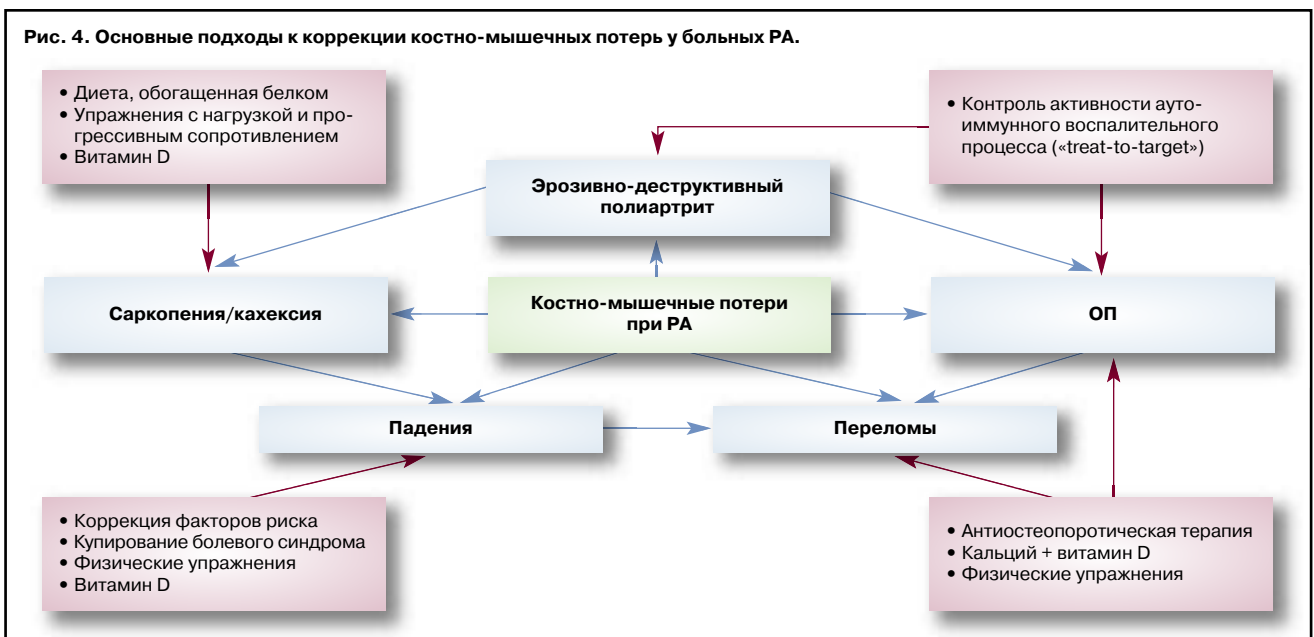 Рис. 4. Основные подходы к коррекции костно-мышечных потерь у больных РА.
• Диета, обогащенная белком
• Упражнения с нагрузкой и про-
грессивным сопротивлением
• Витамин D
• Контроль активности ауто-
иммунного воспалительного
процесса («treat-to-target»)
Эрозивно-деструктивный
полиартрит
Саркопения/кахексия
Костно-мышечные потери
при РА
ОП
Падения
Переломы
• Коррекция факторов риска
• Купирование болевого синдрома
• Физические упражнения
• Витамин D
• Антиостеопоротическая терапия
• Кальций + витамин D
• Физические упражнения